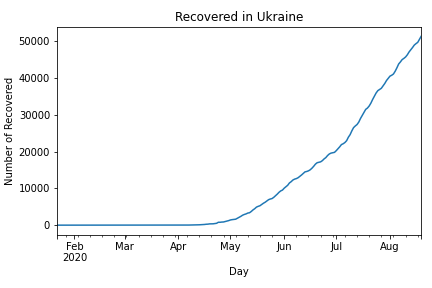 Recovered in Ukraine
Number of Recovered
50000
40000
30000
20000
10000
0
Feb Mar Apr May Jun Jul Aug
2020
Day